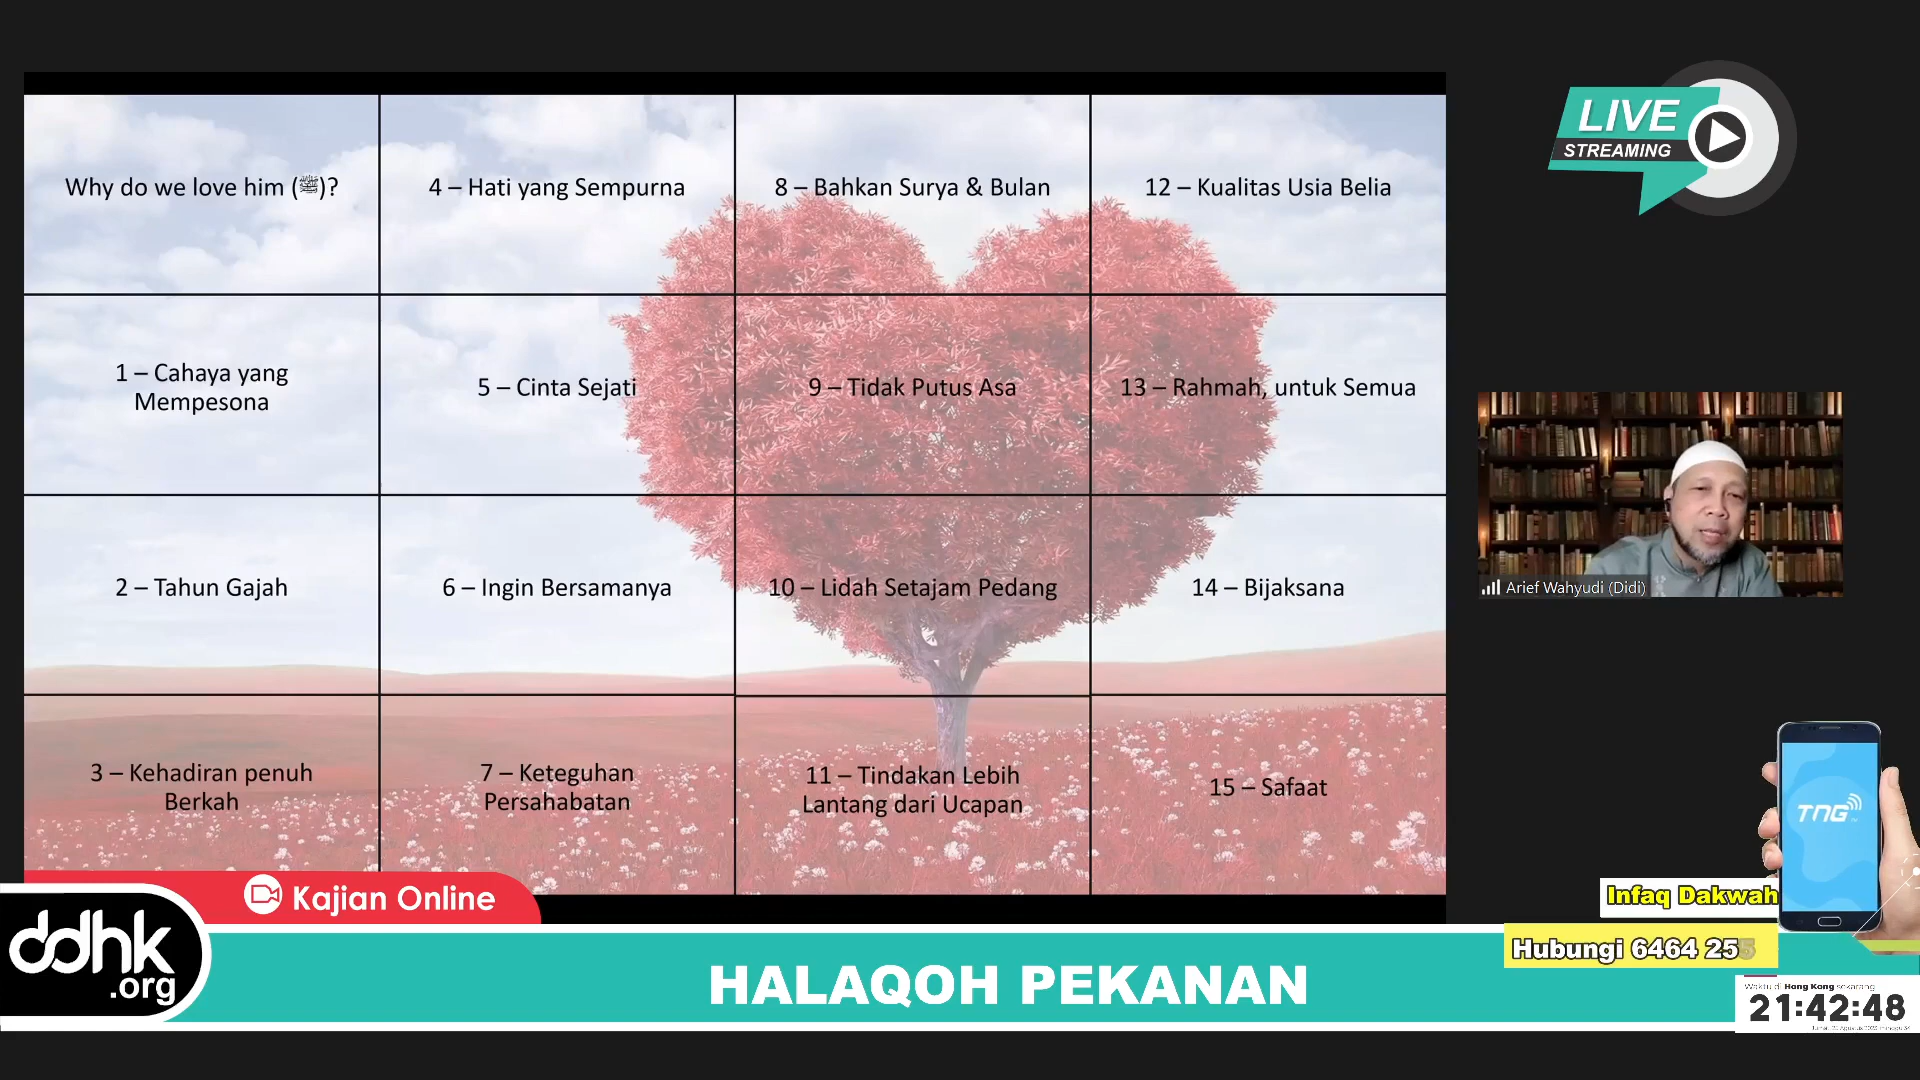 Why do we love him (ﷺ)?
4 – Hati yang Sempurna
8 – Bahkan Surya & Bulan
12 – Kualitas Usia Belia
1 – Cahaya yang
Mempesona
5 – Cinta Sejati
9 – Tidak Putus Asa
13 – Rahmah, untuk Semua
2 – Tahun Gajah
6 – Ingin Bersamanya
10 – Lidah Setajam Pedang
14 – Bijaksana
3 – Kehadiran penuh
Berkah
7 – Keteguhan
Persahabatan
11 – Tindakan Lebih
Lantang dari Ucapan
15 – Safaat
LIVE
STREAMING
Arief Wahyudi (Didi)
TNG
Infaq Dakwah
Hubungi 6464 25
Kajian Online
ddhk
.org
HALAQOH PEKANAN
Waktu di Hong Kong sekarang
21:42:48